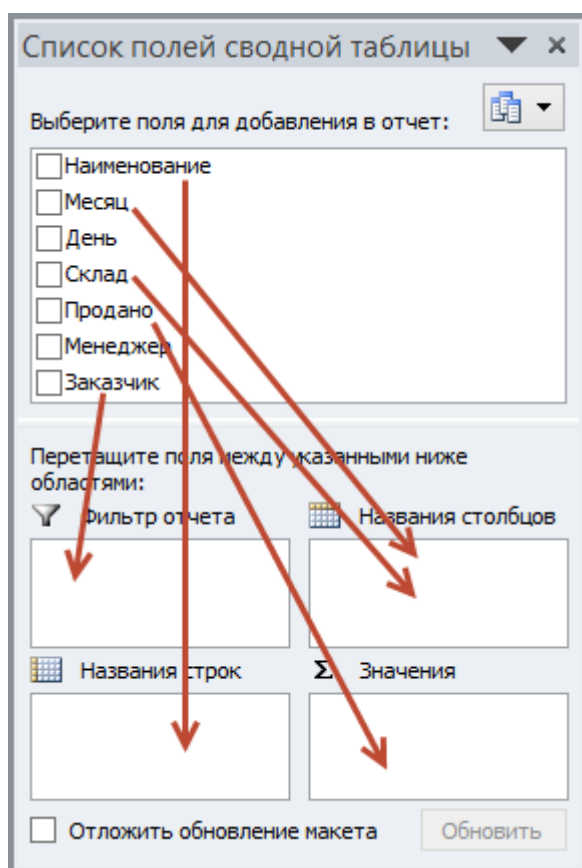 Список полей сводной таблицы
Выберите поля для добавления в отчет:
Наименование
Месяц
День
Склад
Продано
Менеджер
Заказчик
Перетащите поля между указанными ниже
областями:
Фильтр отчета
Названия столбцов
Названия строк
Σ Значения
Отложить обновление макета
Обновить